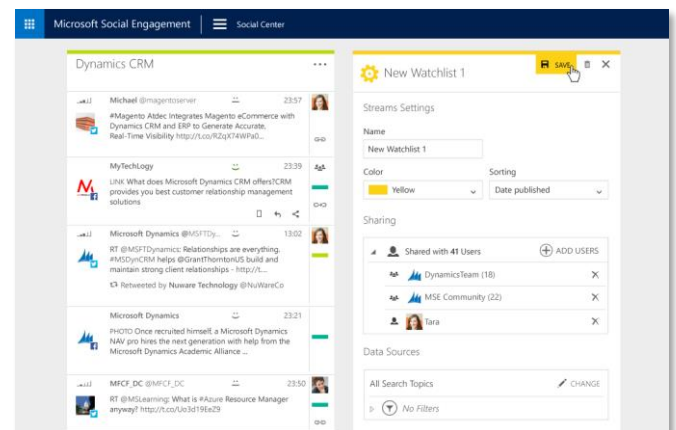 Microsoft Social Engagement
Social Center
Dynamics CRM
...
Michael @magentoserver 23:57
#Magento Atdec Integrates Magento eCommerce with
Dynamics CRM and ERP to Generate Accurate,
Real-Time Visibility http://t.co/RZqX74WPa0...
MyTechLogy 23:39
LINK What does Microsoft Dynamics CRM offers?CRM
provides you best customer relationship management
solutions
Microsoft Dynamics @MSFTDy... 13:02
RT @MSFTDynamics: Relationships are everything.
#MSDynCRM helps @GrantThorntonUS build and
maintain strong client relationships - http://t....
Retweeted by Nuware Technology @NuWareCo
Microsoft Dynamics 23:21
PHOTO Once recruited himself, a Microsoft Dynamics
NAV pro hires the next generation with help from the
Microsoft Dynamics Academic Alliance ...
MFCF_DC @MFCF_DC 23:50
RT @MSLearning: What is #Azure Resource Manager
anyway? http://t.co/Uo3d19EeZ9
New Watchlist 1
SAVE
Streams Settings
Name
New Watchlist 1
Color
Sorting
Yellow
Date published
Sharing
Shared with 41 Users
ADD USERS
DynamicsTeam (18)
MSE Community (22)
Tara
Data Sources
All Search Topics
CHANGE
No Filters